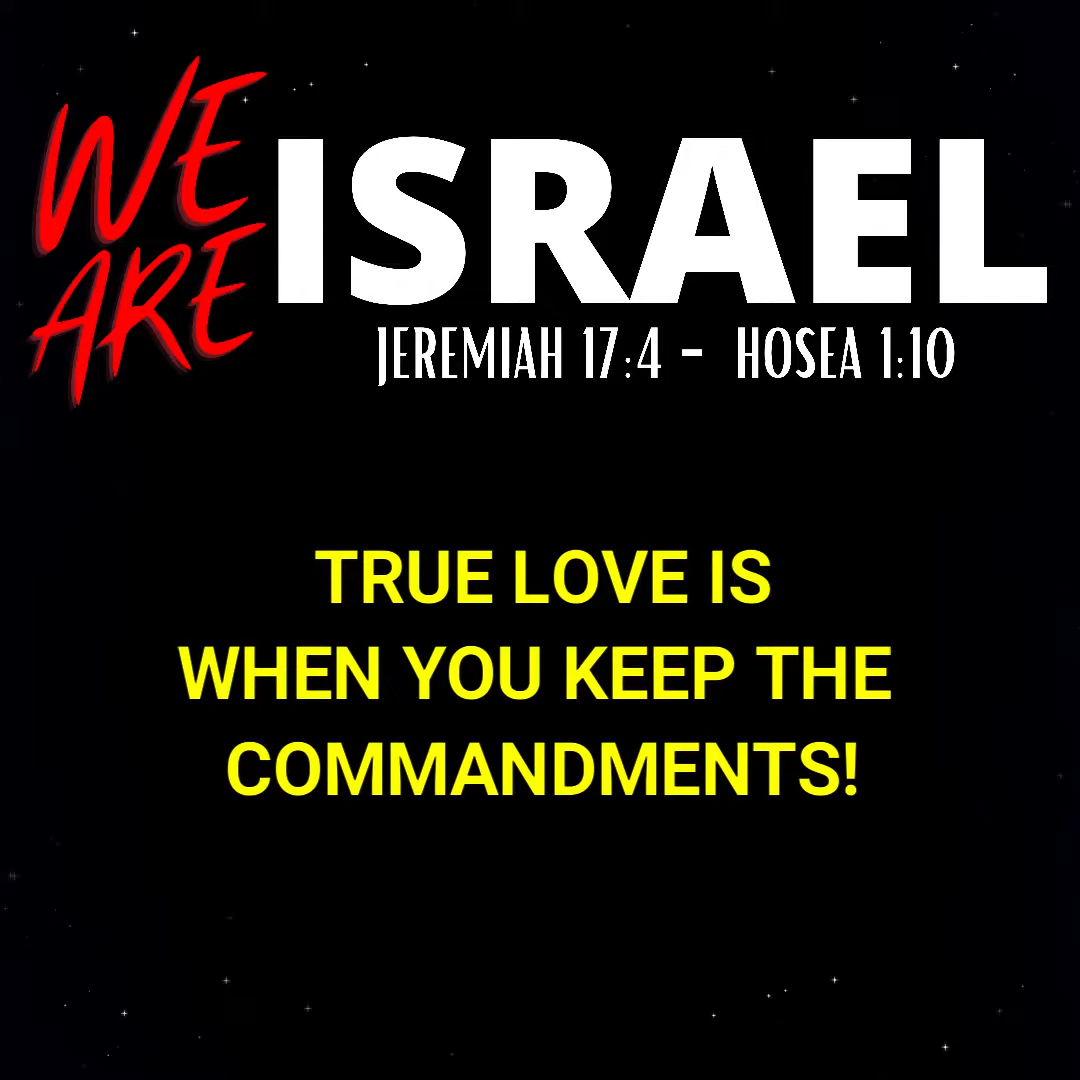 WE
ARE
ISRAEL
JEREMIAH 17:4 - HOSEA 1:10
TRUE LOVE IS
WHEN YOU KEEP THE
COMMANDMENTS!